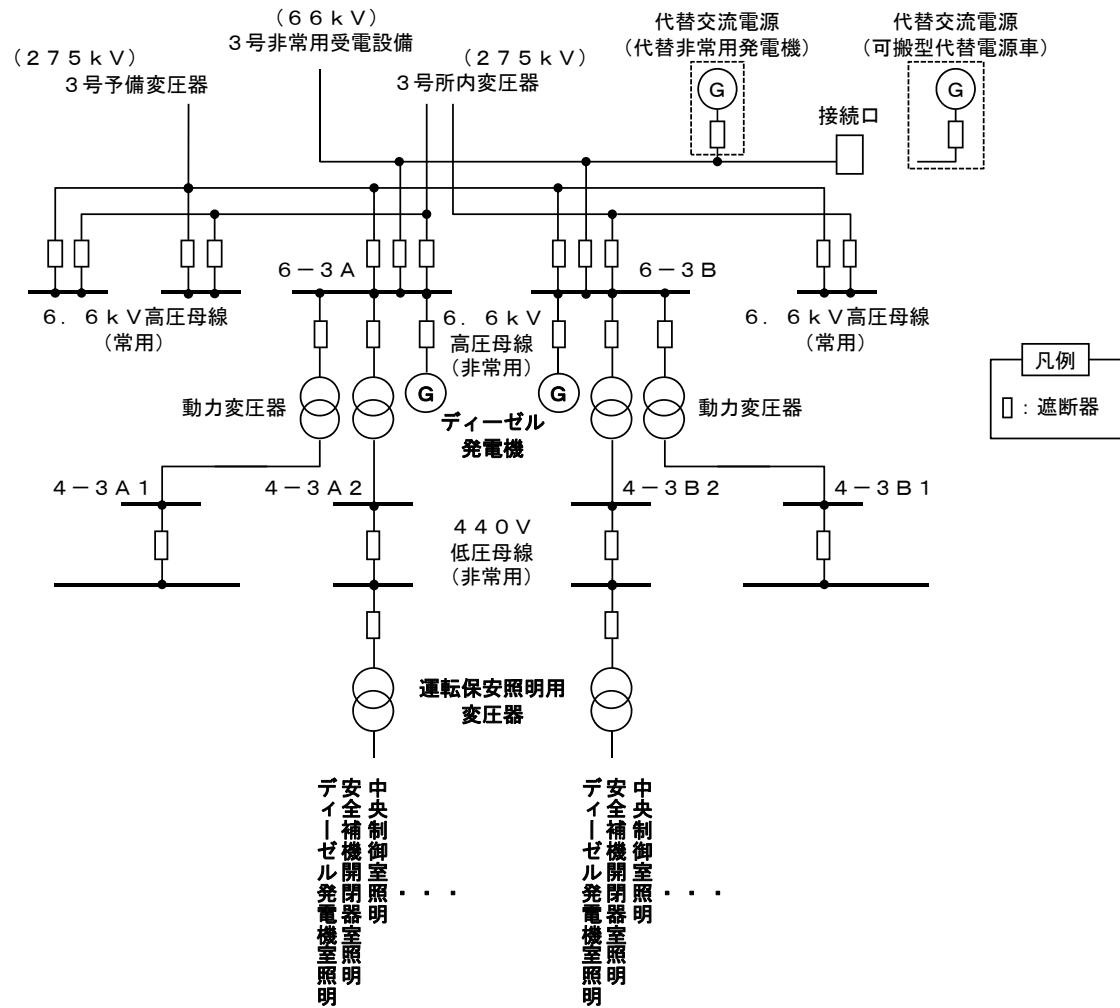 (66kV)
3号非常用受電設備
(275kV)
3号予備変圧器
(275kV)
3号所内変圧器
代替交流電源
(代替非常用発電機)
G
代替交流電源
(可搬型代替電源車)
G
接続口
6-3A
6-3B
6.6kV高圧母線
(常用)
6.6kV
高圧母線
(非常用)
6.6kV高圧母線
(常用)
凡例
:遮断器
動力変圧器
G
G
動力変圧器
ディーゼル
発電機
4-3A1
4-3A2
4-3B2
4-3B1
440V
低圧母線
(非常用)
運転保安照明用
変圧器
中央制御室照明
安全補機開閉器室照明
ディーゼル発電機室照明
・・・
中央制御室照明
安全補機開閉器室照明
ディーゼル発電機室照明
・・・